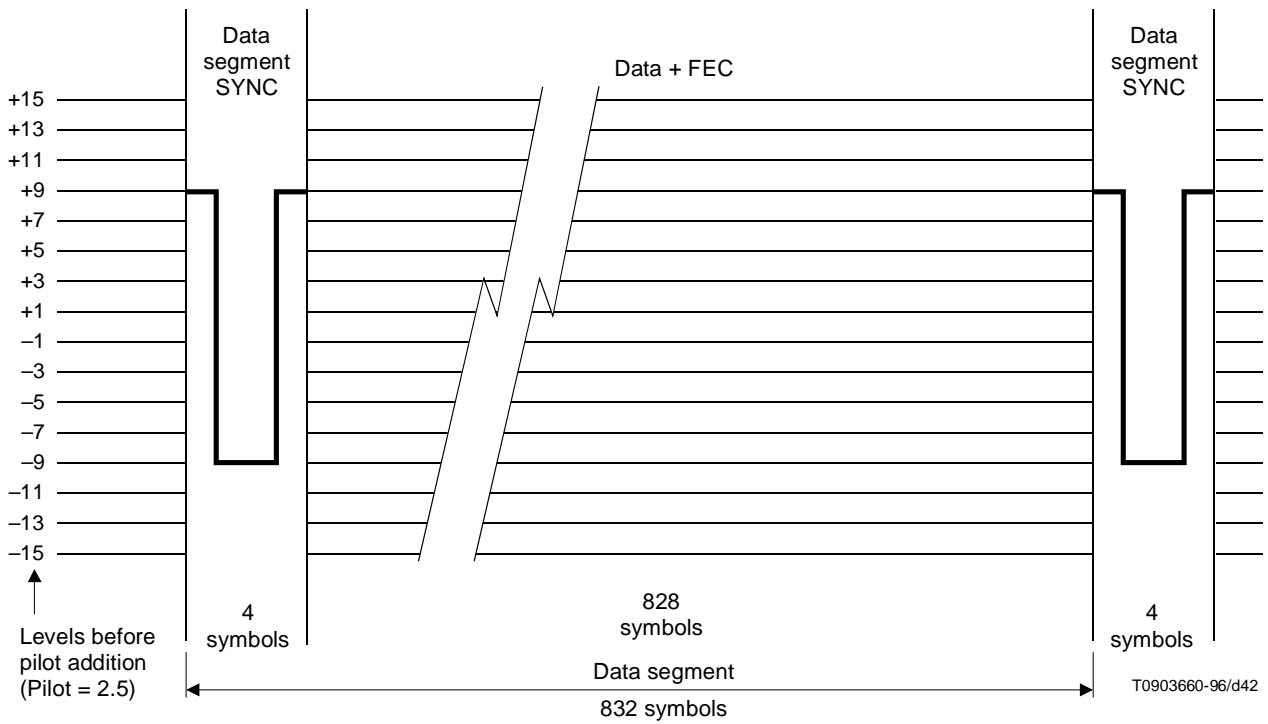 Data
segment
SYNC
Data + FEC
Data
segment
SYNC
+15
+13
+11
+9
+7
+5
+3
+1
–1
–3
–5
–7
–9
–11
–13
–15
Levels before
pilot addition
(Pilot = 2.5)
4
symbols
828
symbols
4
symbols
Data segment
832 symbols
T0903660-96/d42